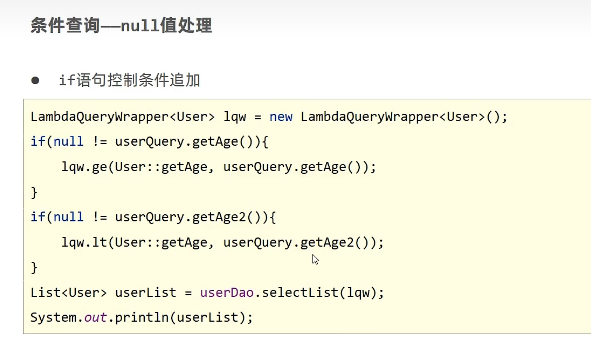 条件查询——null值处理
● if语句控制条件追加
LambdaQueryWrapper<User> lqw = new LambdaQueryWrapper<User>();
if(null != userQuery.getAge()){
    lqw.ge(User::getAge, userQuery.getAge());
}
if(null != userQuery.getAge2()){
    lqw.lt(User::getAge, userQuery.getAge2());
}
List<User> userList = userDao.selectList(lqw);
System.out.println(userList);